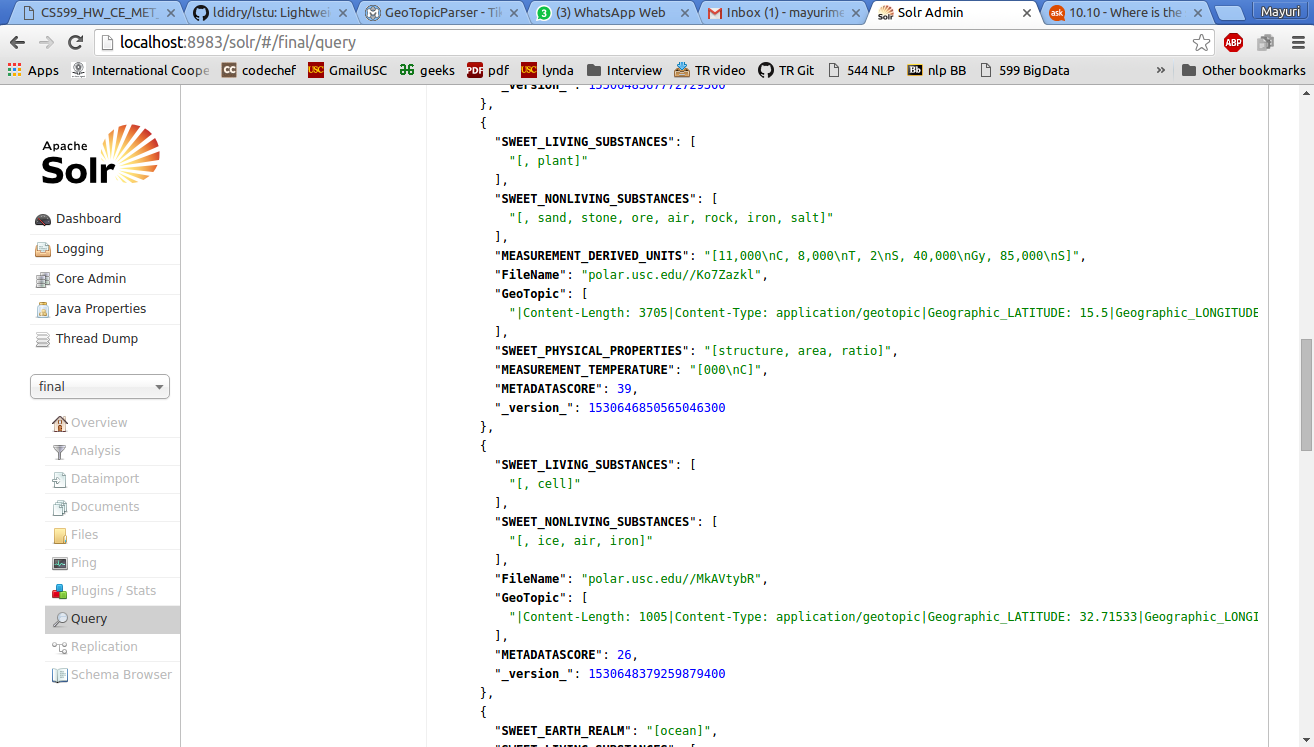 CS599_HW_CE_MET_
ldidry/lstu: Lightwei
GeoTopicParser - Tik
(3) WhatsApp Web
Inbox (1) - mayurime
Solr Admin
10.10 - Where is the
Mayuri
localhost:8983/solr/#/final/query
ABP
Apps
International Coope
codechef
GmailUSC
geeks
pdf
lynda
Interview
TR video
TR Git
544 NLP
nlp BB
599 BigData
»
Other bookmarks
Apache
Solr
Dashboard
Logging
Core Admin
Java Properties
Thread Dump
final
Overview
Analysis
Dataimport
Documents
Files
Ping
Plugins / Stats
Query
Replication
Schema Browser
},
{
"SWEET_LIVING_SUBSTANCES": [
"[, plant]"
],
"SWEET_NONLIVING_SUBSTANCES": [
"[, sand, stone, ore, air, rock, iron, salt]"
],
"MEASUREMENT_DERIVED_UNITS": "[11,000\nC, 8,000\nT, 2\nS, 40,000\nGy, 85,000\nS]",
"FileName": "polar.usc.edu//Ko7Zazkl",
"GeoTopic": [
"|Content-Length: 3705|Content-Type: application/geotopic|Geographic_LATITUDE: 15.5|Geographic_LONGITUDE
],
"SWEET_PHYSICAL_PROPERTIES": "[structure, area, ratio]",
"MEASUREMENT_TEMPERATURE": "[000\nC]",
"METADATASCORE": 39,
"_version_": 1530646850565046300
},
{
"SWEET_LIVING_SUBSTANCES": [
"[, cell]"
],
"SWEET_NONLIVING_SUBSTANCES": [
"[, ice, air, iron]"
],
"FileName": "polar.usc.edu//MkAVtybR",
"GeoTopic": [
"|Content-Length: 1005|Content-Type: application/geotopic|Geographic_LATITUDE: 32.71533|Geographic_LONGI
],
"METADATASCORE": 26,
"_version_": 1530648379259879400
},
{
"SWEET_EARTH_REALM": "[ocean]",
"SWEET_LIVING_SUBSTANCES": [